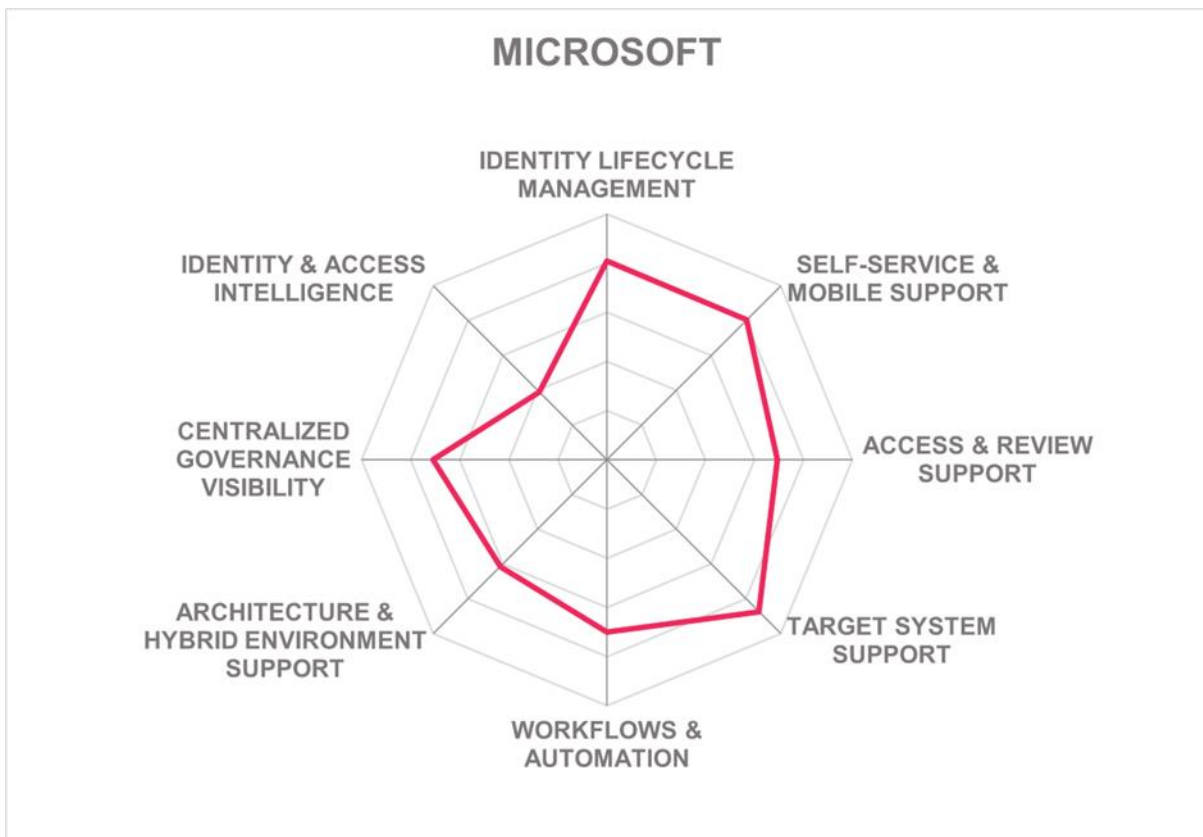 MICROSOFT
IDENTITY LIFECYCLE
MANAGEMENT
SELF-SERVICE &
MOBILE SUPPORT
ACCESS & REVIEW
SUPPORT
TARGET SYSTEM
SUPPORT
WORKFLOWS &
AUTOMATION
ARCHITECTURE &
HYBRID ENVIRONMENT
SUPPORT
CENTRALIZED
GOVERNANCE
VISIBILITY
IDENTITY & ACCESS
INTELLIGENCE